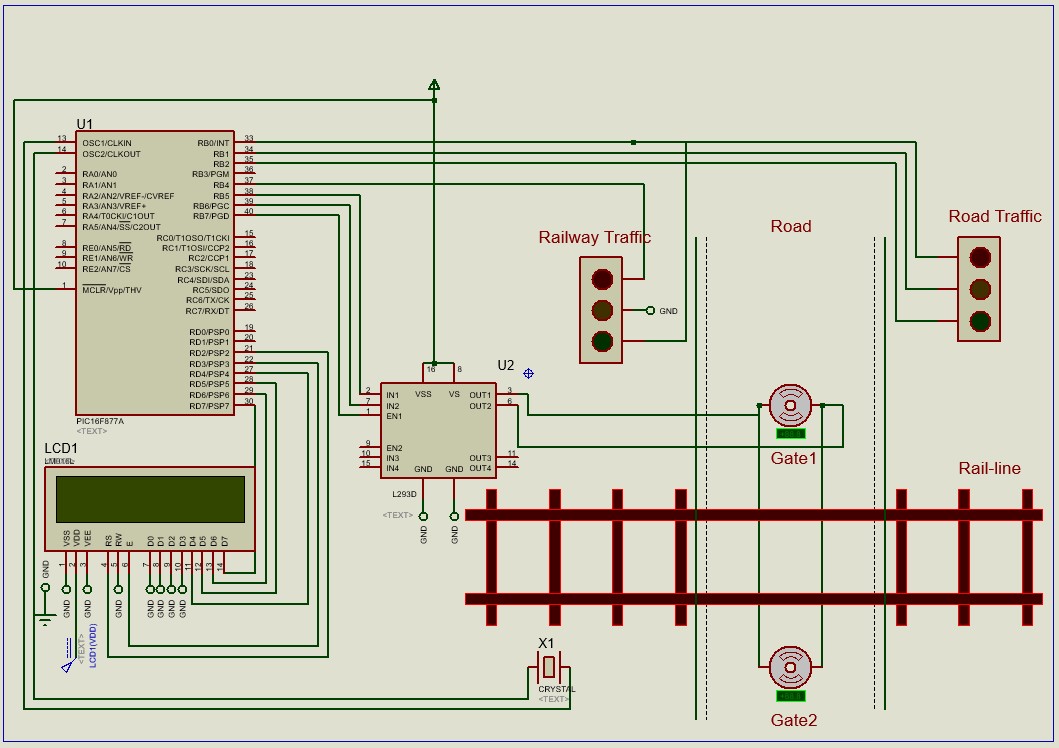 U1
13 OSC1/CLKIN RB0/INT 33
14 OSC2/CLKOUT RB1 34
RB2 35
2 RA0/AN0 RB3/PGM 36
3 RA1/AN1 RB4 37
4 RA2/AN2/VREF-/CVREF RB5 38
5 RA3/AN3/VREF+ RB6/PGC 39
6 RA4/T0CKI/C1OUT RB7/PGD 40
7 RA5/AN4/SS/C2OUT
RC0/T1OSO/T1CKI 15
8 RE0/AN5/RD RC1/T1OSI/CCP2 16
9 RE1/AN6/WR RC2/CCP1 17
10 RE2/AN7/CS RC3/SCK/SCL 18
RC4/SDI/SDA 23
1 MCLR/Vpp/THV RC5/SDO 24
RC6/TX/CK 25
RC7/RX/DT 26
RD0/PSP0 19
RD1/PSP1 20
RD2/PSP2 21
RD3/PSP3 22
RD4/PSP4 27
RD5/PSP5 28
RD6/PSP6 29
RD7/PSP7 30
PIC16F877A
<TEXT>
Railway Traffic
GND
Road
Road Traffic
U2
16 8
VSS VS
2 IN1 OUT1 3
7 IN2 OUT2 6
1 EN1
9 EN2
10 IN3 OUT3 11
15 IN4 OUT4 14
GND GND
L293D
<TEXT>
GND GND
Gate1
Rail-line
LCD1
LM016L
VSS VDD VEE RS RW E D0 D1 D2 D3 D4 D5 D6 D7
1 2 3 4 5 6 7 8 9 10 11 12 13 14
GND
GND GND GND GND GND GND GND
<TEXT>
LCD1(VDD)
X1
CRYSTAL
<TEXT>
Gate2